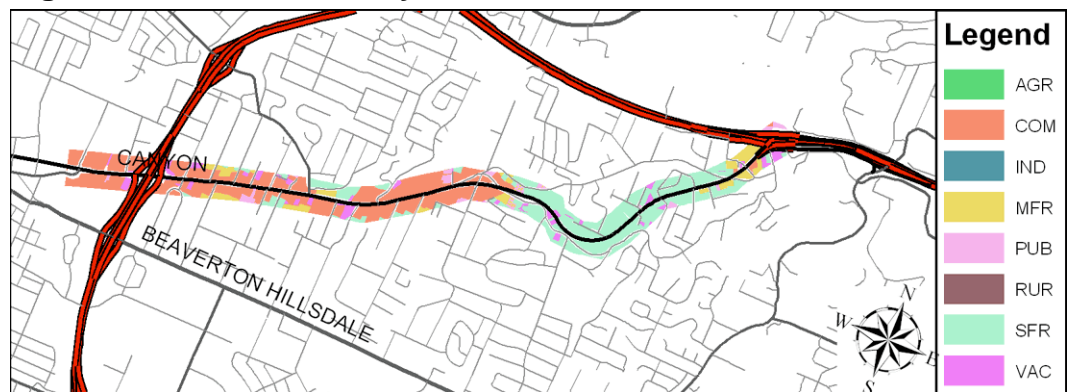 CANYON
BEAVERTON HILLSDALE
Legend
AGR
COM
IND
MFR
PUB
RUR
SFR
VAC
N
W
E
S